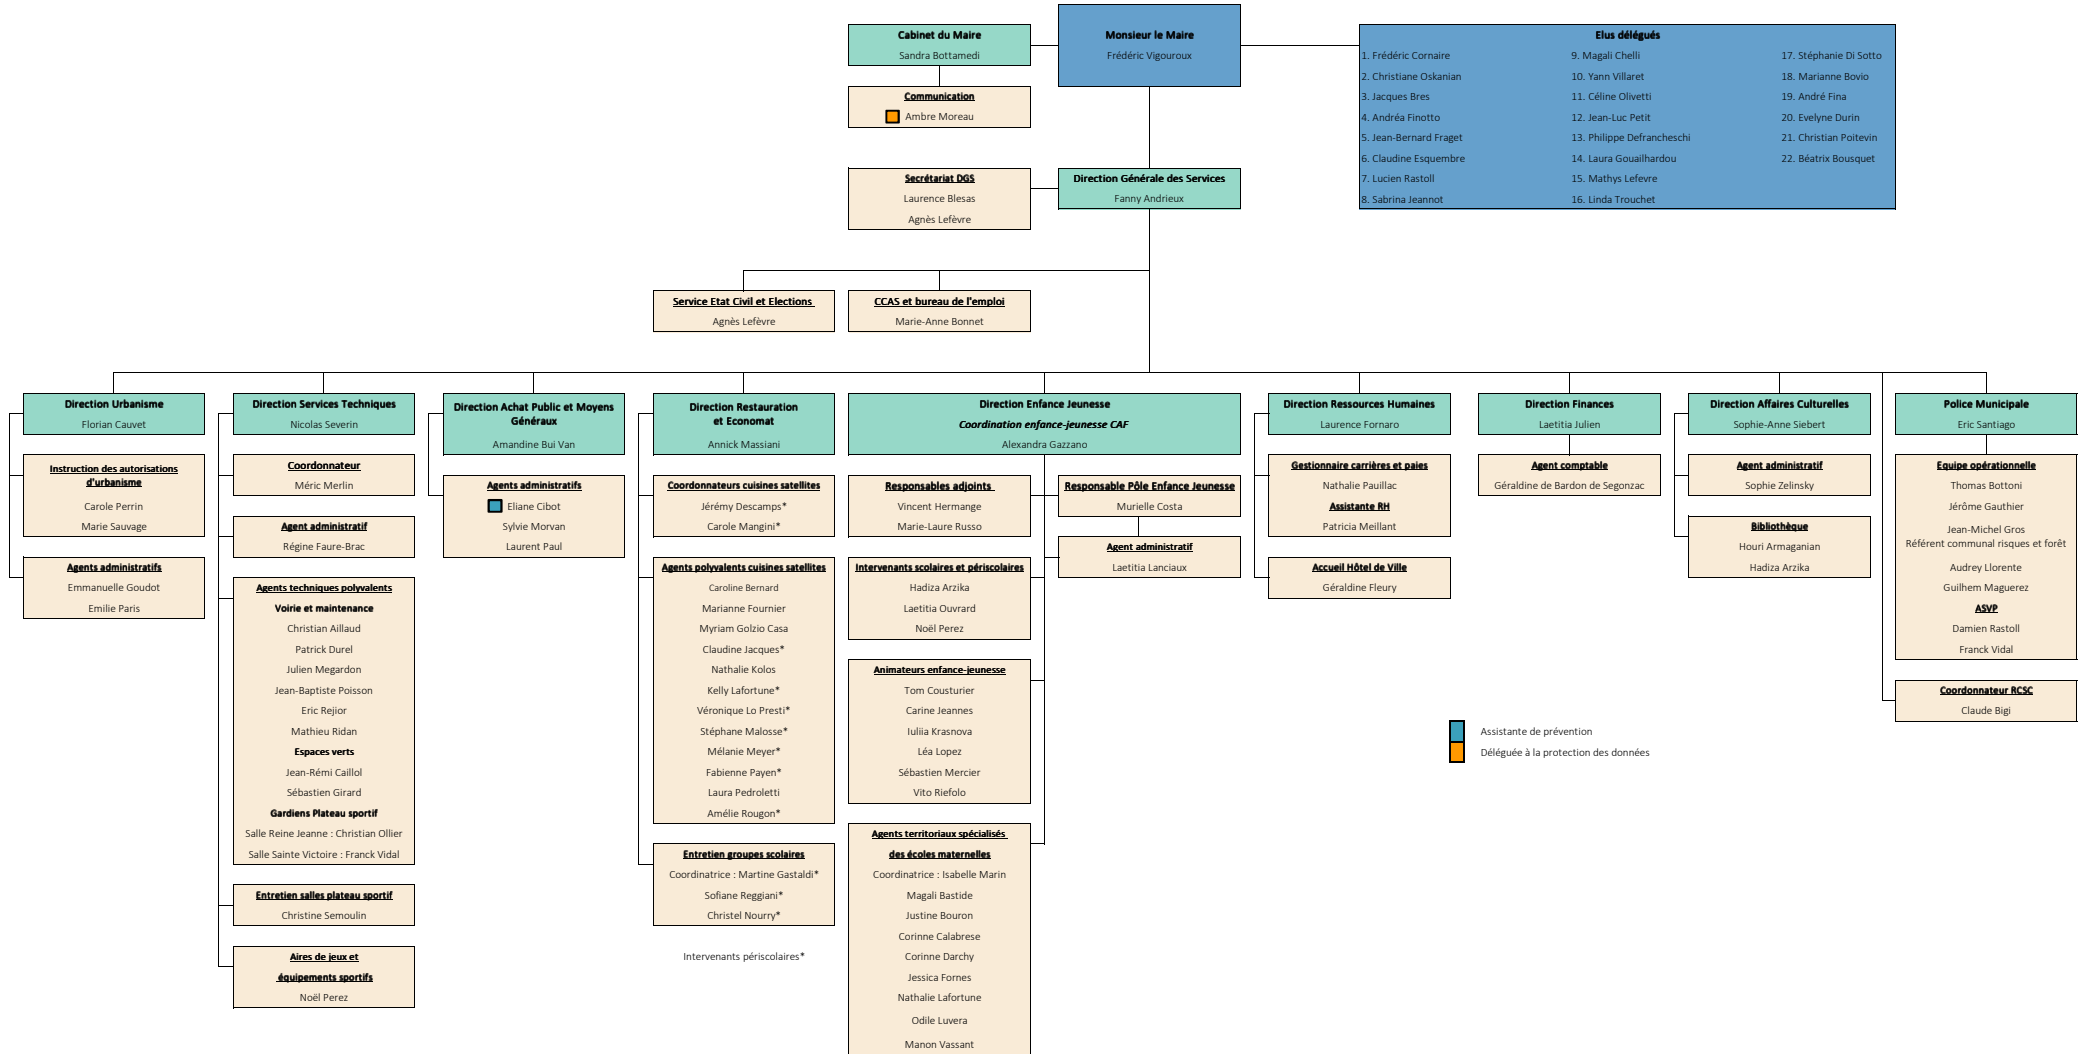 Cabinet du Maire
Sandra Bottamedi
Communication
Ambre Moreau
Monsieur le Maire
Frédéric Vigouroux
Elus délégués
1. Frédéric Cornaire
2. Christiane Oskanian
3. Jacques Bres
4. Andréa Finotto
5. Jean-Bernard Fraget
6. Claudine Esquembre
7. Lucien Rastoll
8. Sabrina Jeannot
9. Magali Chelli
10. Yann Villaret
11. Céline Olivetti
12. Jean-Luc Petit
13. Philippe Defrancheschi
14. Laura Gouailhardou
15. Mathys Lefevre
16. Linda Trouchet
17. Stéphanie Di Sotto
18. Marianne Bovio
19. André Fina
20. Evelyne Durin
21. Christian Poitevin
22. Béatrix Bousquet
Secrétariat DGS
Laurence Blesas
Agnès Lefèvre
Direction Générale des Services
Fanny Andrieux
Service Etat Civil et Elections
Agnès Lefèvre
CCAS et bureau de l'emploi
Marie-Anne Bonnet
Direction Urbanisme
Florian Cauvet
Instruction des autorisations
d'urbanisme
Carole Perrin
Marie Sauvage
Agents administratifs
Emmanuelle Goudot
Emilie Paris
Direction Services Techniques
Nicolas Severin
Coordonnateur
Méric Merlin
Agent administratif
Régine Faure-Brac
Agents techniques polyvalents
Voirie et maintenance
Christian Aillaud
Patrick Durel
Julien Megardon
Jean-Baptiste Poisson
Eric Rejior
Mathieu Ridan
Espaces verts
Jean-Rémi Caillol
Sébastien Girard
Gardiens Plateau sportif
Salle Reine Jeanne : Christian Ollier
Salle Sainte Victoire : Franck Vidal
Entretien salles plateau sportif
Christine Semoulin
Aires de jeux et
équipements sportifs
Noël Perez
Direction Achat Public et Moyens
Généraux
Amandine Bui Van
Agents administratifs
Eliane Cibot
Sylvie Morvan
Laurent Paul
Direction Restauration
et Economat
Annick Massiani
Coordonnateurs cuisines satellites
Jérémy Descamps*
Carole Mangini*
Agents polyvalents cuisines satellites
Caroline Bernard
Marianne Fournier
Myriam Golzio Casa
Claudine Jacques*
Nathalie Kolos
Kelly Lafortune*
Véronique Lo Presti*
Stéphane Malosse*
Mélanie Meyer*
Fabienne Payen*
Laura Pedroletti
Amélie Rougon*
Entretien groupes scolaires
Coordinatrice : Martine Gastaldi*
Sofiane Reggiani*
Christel Nourry*
Intervenants périscolaires*
Direction Enfance Jeunesse
Coordination enfance-jeunesse CAF
Alexandra Gazzano
Responsables adjoints
Vincent Hermange
Marie-Laure Russo
Responsable Pôle Enfance Jeunesse
Murielle Costa
Agent administratif
Laetitia Lanciaux
Intervenants scolaires et périscolaires
Hadiza Arzika
Laetitia Ouvrard
Noël Perez
Animateurs enfance-jeunesse
Tom Cousturier
Carine Jeannes
Iuliia Krasnova
Léa Lopez
Sébastien Mercier
Vito Riefolo
Agents territoriaux spécialisés
des écoles maternelles
Coordinatrice : Isabelle Marin
Magali Bastide
Justine Bouron
Corinne Calabrese
Corinne Darchy
Jessica Fornes
Nathalie Lafortune
Odile Luvera
Manon Vassant
Direction Ressources Humaines
Laurence Fornaro
Gestionnaire carrières et paies
Nathalie Pauillac
Assistante RH
Patricia Meillant
Accueil Hôtel de Ville
Géraldine Fleury
Direction Finances
Laetitia Julien
Agent comptable
Géraldine de Bardon de Segonzac
Direction Affaires Culturelles
Sophie-Anne Siebert
Agent administratif
Sophie Zelinsky
Bibliothèque
Houri Armaganian
Hadiza Arzika
Police Municipale
Eric Santiago
Equipe opérationnelle
Thomas Bottoni
Jérôme Gauthier
Jean-Michel Gros
Référent communal risques et forêt
Audrey Llorente
Guilhem Maguerez
ASVP
Damien Rastoll
Franck Vidal
Coordonnateur RCSC
Claude Bigi
Assistante de prévention
Déléguée à la protection des données